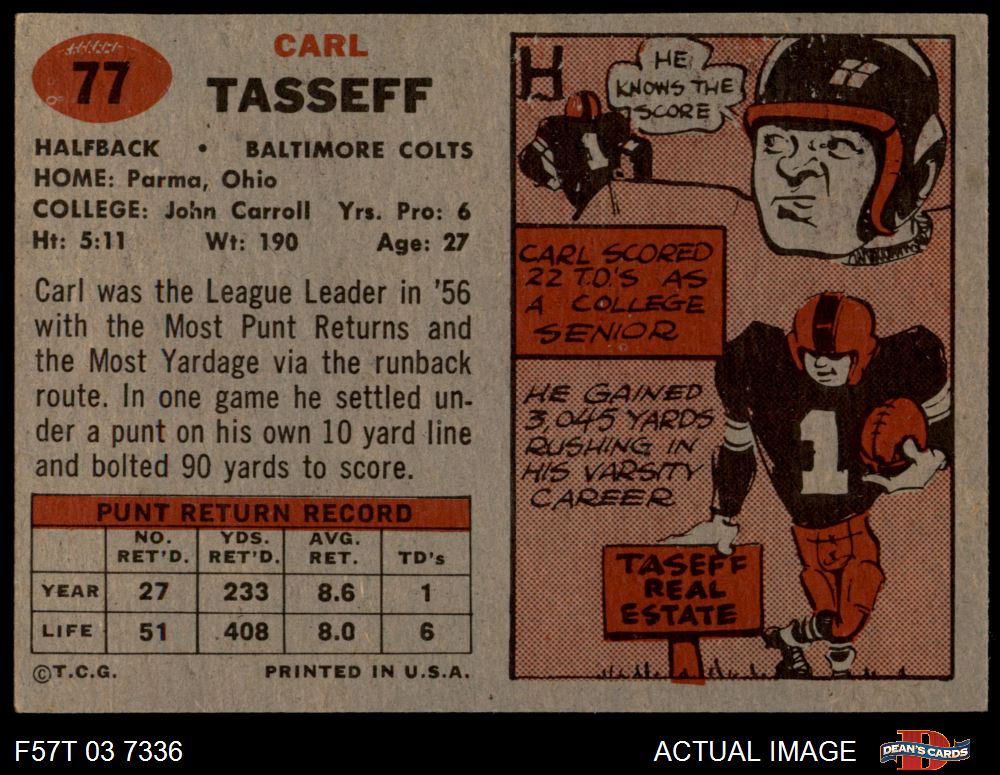 77
CARL
TASSEFF
HALFBACK • BALTIMORE COLTS
HOME: Parma, Ohio
COLLEGE: John Carroll Yrs. Pro: 6
Ht: 5:11 Wt: 190 Age: 27
Carl was the League Leader in '56
with the Most Punt Returns and
the Most Yardage via the runback
route. In one game he settled un-
der a punt on his own 10 yard line
and bolted 90 yards to score.
PUNT RETURN RECORD
NO. RET'D. YDS. RET'D. AVG. RET. TD's
YEAR 27 233 8.6 1
LIFE 51 408 8.0 6
©T.C.G. PRINTED IN U.S.A.
H
HE
KNOWS THE
SCORE
1
CARL SCORED
22 T.D.'S AS
A COLLEGE
SENIOR
HE GAINED
3,045 YARDS
RUSHING IN
HIS VARSITY
CAREER
1
TASEFF
REAL
ESTATE
F57T 03 7336 ACTUAL IMAGE
D
DEAN'S CARDS